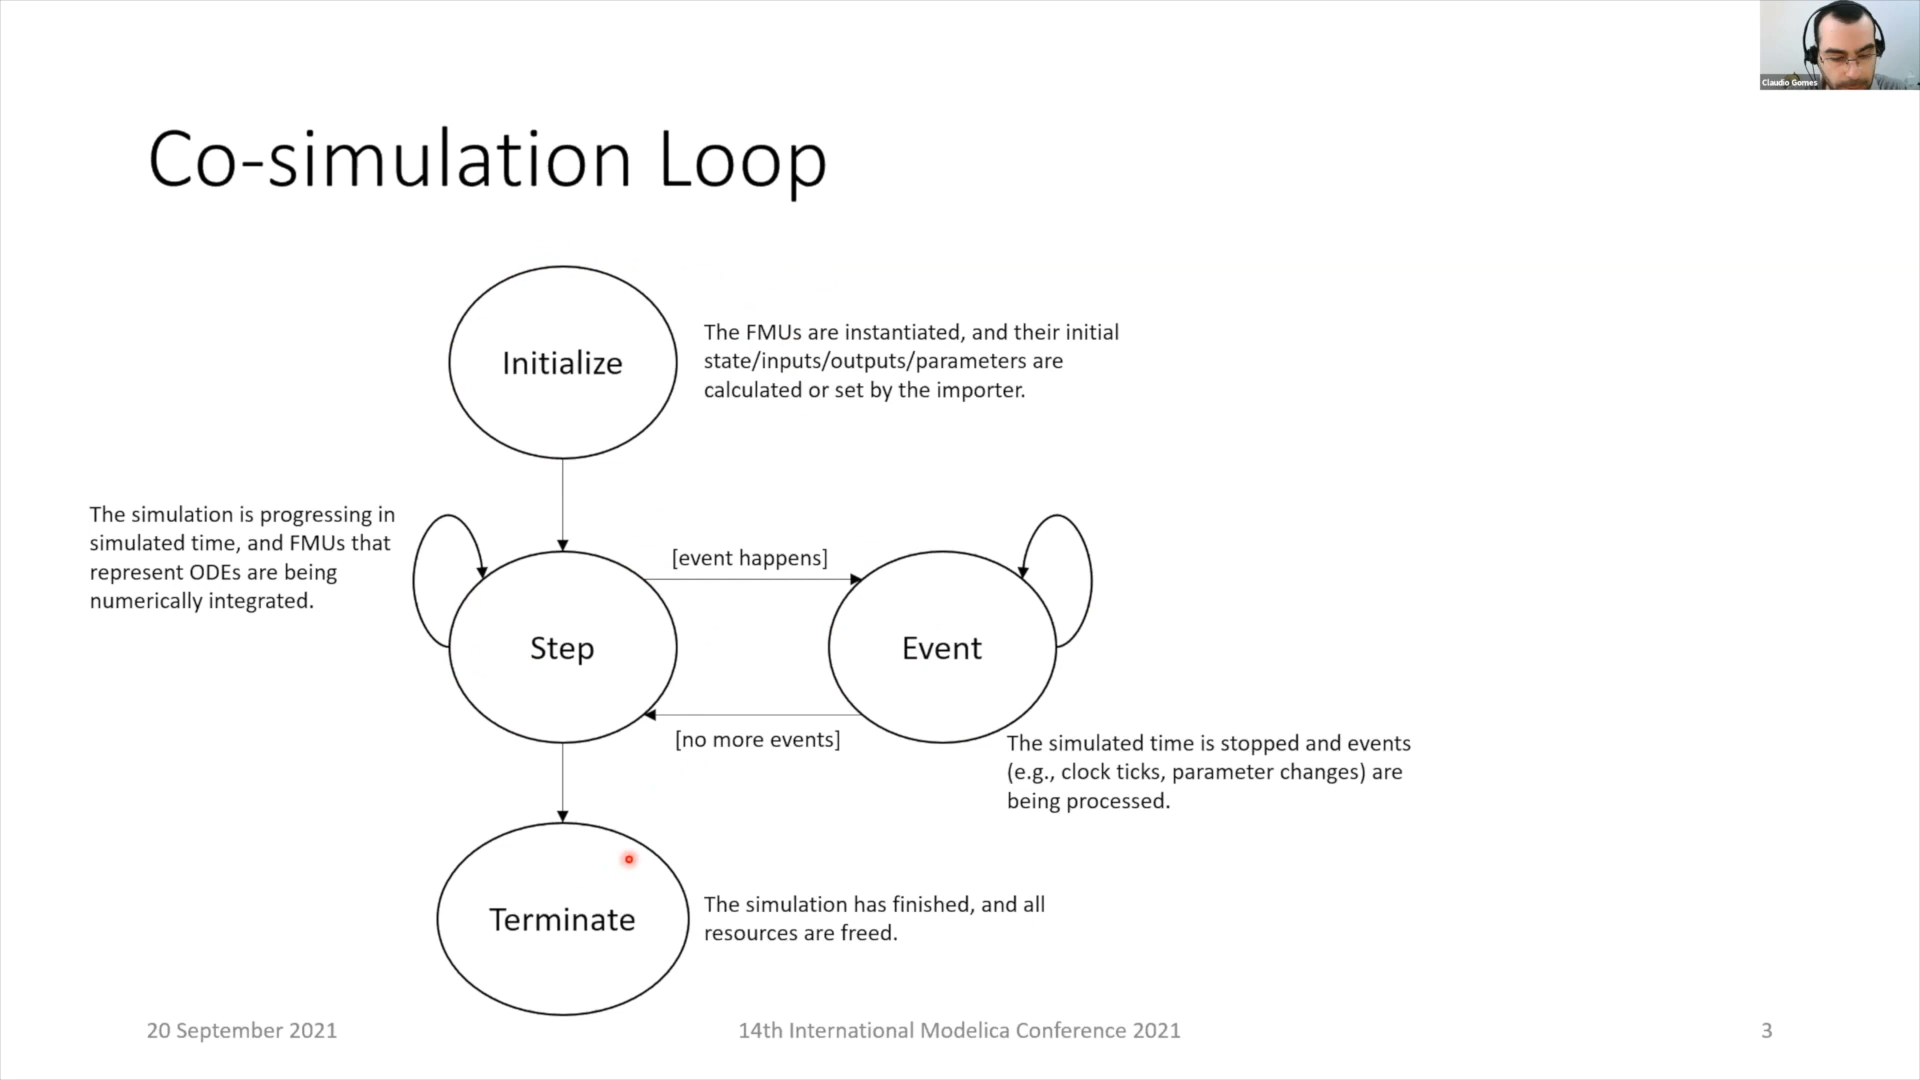 Claudio Gomes
Co-simulation Loop
Initialize
The FMUs are instantiated, and their initial
state/inputs/outputs/parameters are
calculated or set by the importer.
The simulation is progressing in
simulated time, and FMUs that
represent ODEs are being
numerically integrated.
[event happens]
Step
Event
[no more events]
The simulated time is stopped and events
(e.g., clock ticks, parameter changes) are
being processed.
Terminate
The simulation has finished, and all
resources are freed.
20 September 2021
14th International Modelica Conference 2021
3